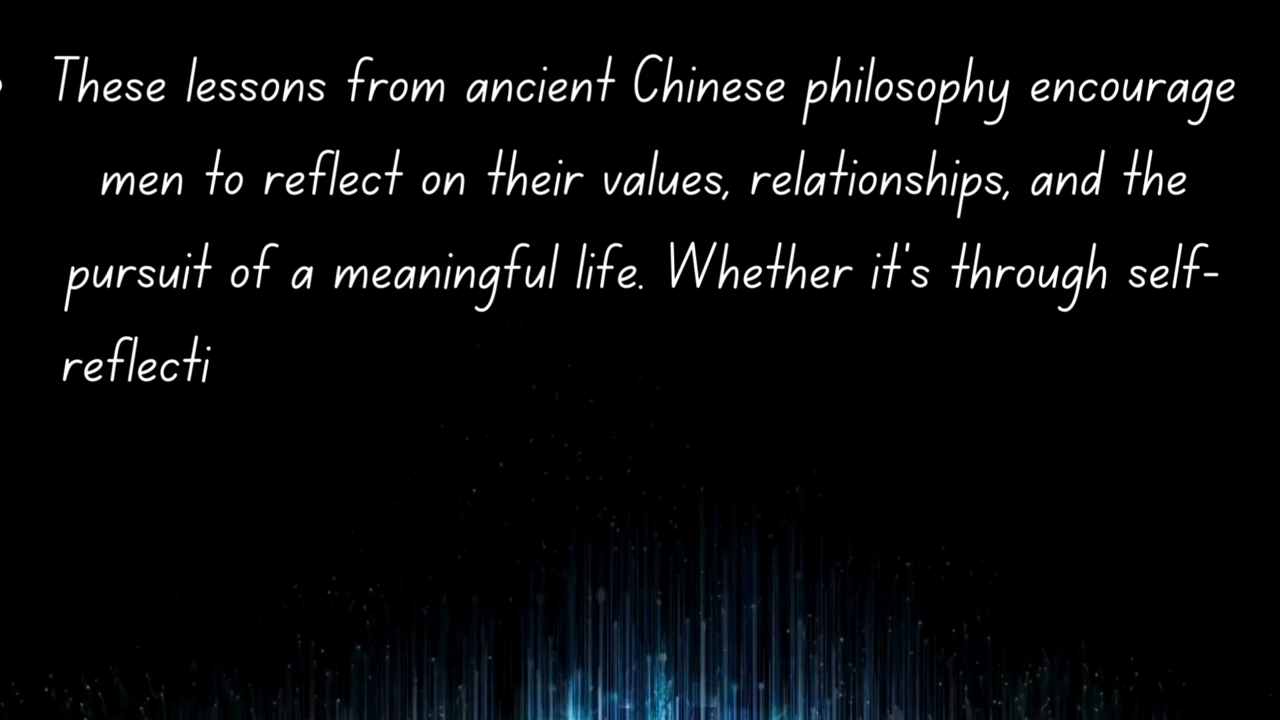 These lessons from ancient Chinese philosophy encourage
men to reflect on their values, relationships, and the
pursuit of a meaningful life. Whether it's through self-
reflecti